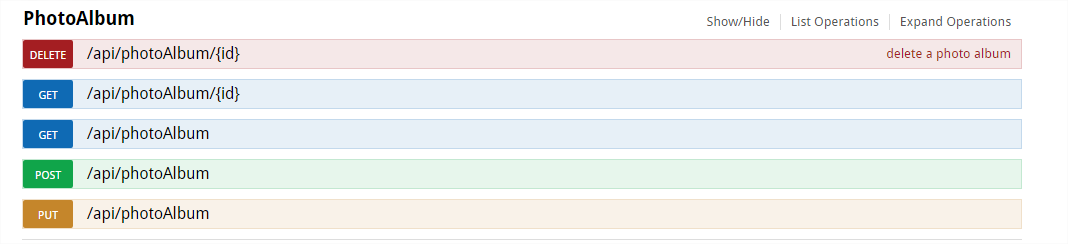 PhotoAlbum Show/Hide List Operations Expand Operations
DELETE /api/photoAlbum/{id} delete a photo album
GET /api/photoAlbum/{id}
GET /api/photoAlbum
POST /api/photoAlbum
PUT /api/photoAlbum